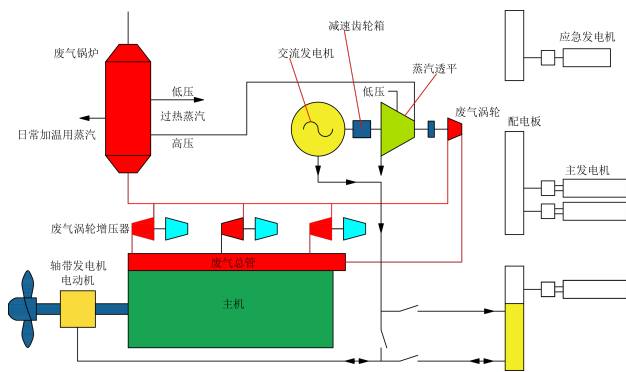 减速齿轮箱
应急发电机
废气锅炉
交流发电机
蒸汽透平
低压
低压
过热蒸汽
废气涡轮
配电板
日常加温用蒸汽
高压
主发电机
废气涡轮增压器
废气总管
轴带发电机
电动机
主机